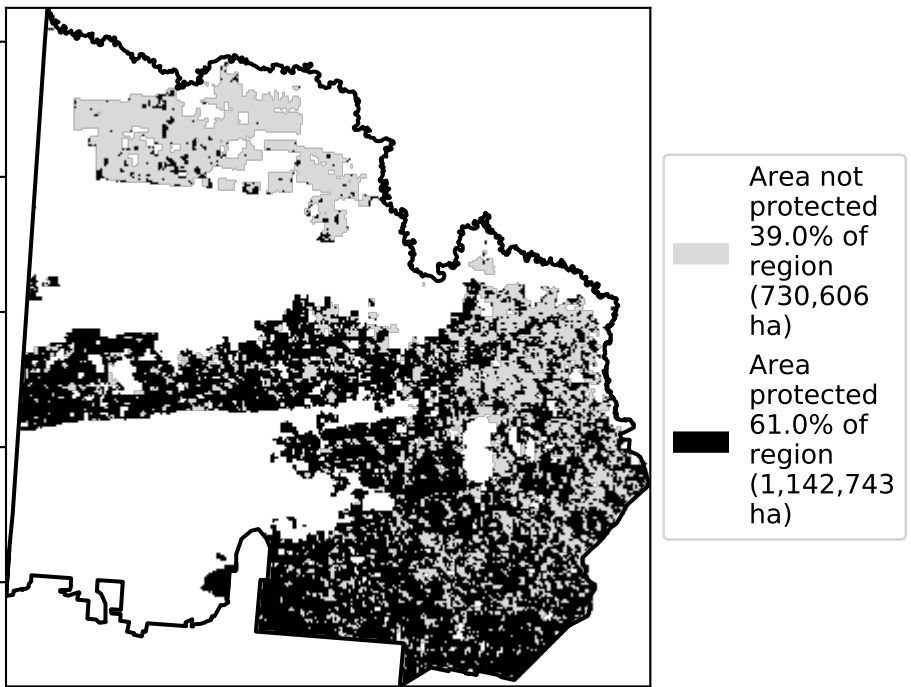 Area not
protected
39.0% of
region
(730,606
ha)
Area
protected
61.0% of
region
(1,142,743
ha)